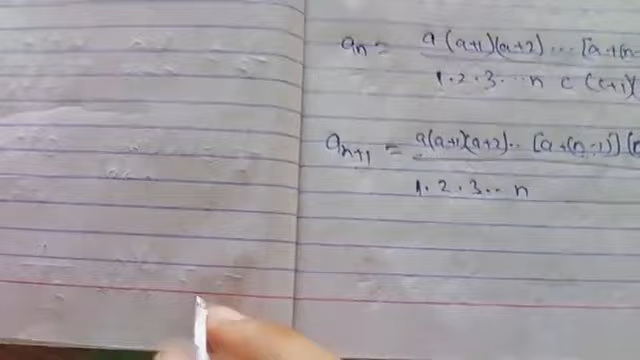 aₙ = a(a+1)(a+2)... [a+(n-
1·2·3···n c(c+1)(
aₙ₊₁ = a(a+1)(a+2).. [a+(n-1)](
1·2·3·· n